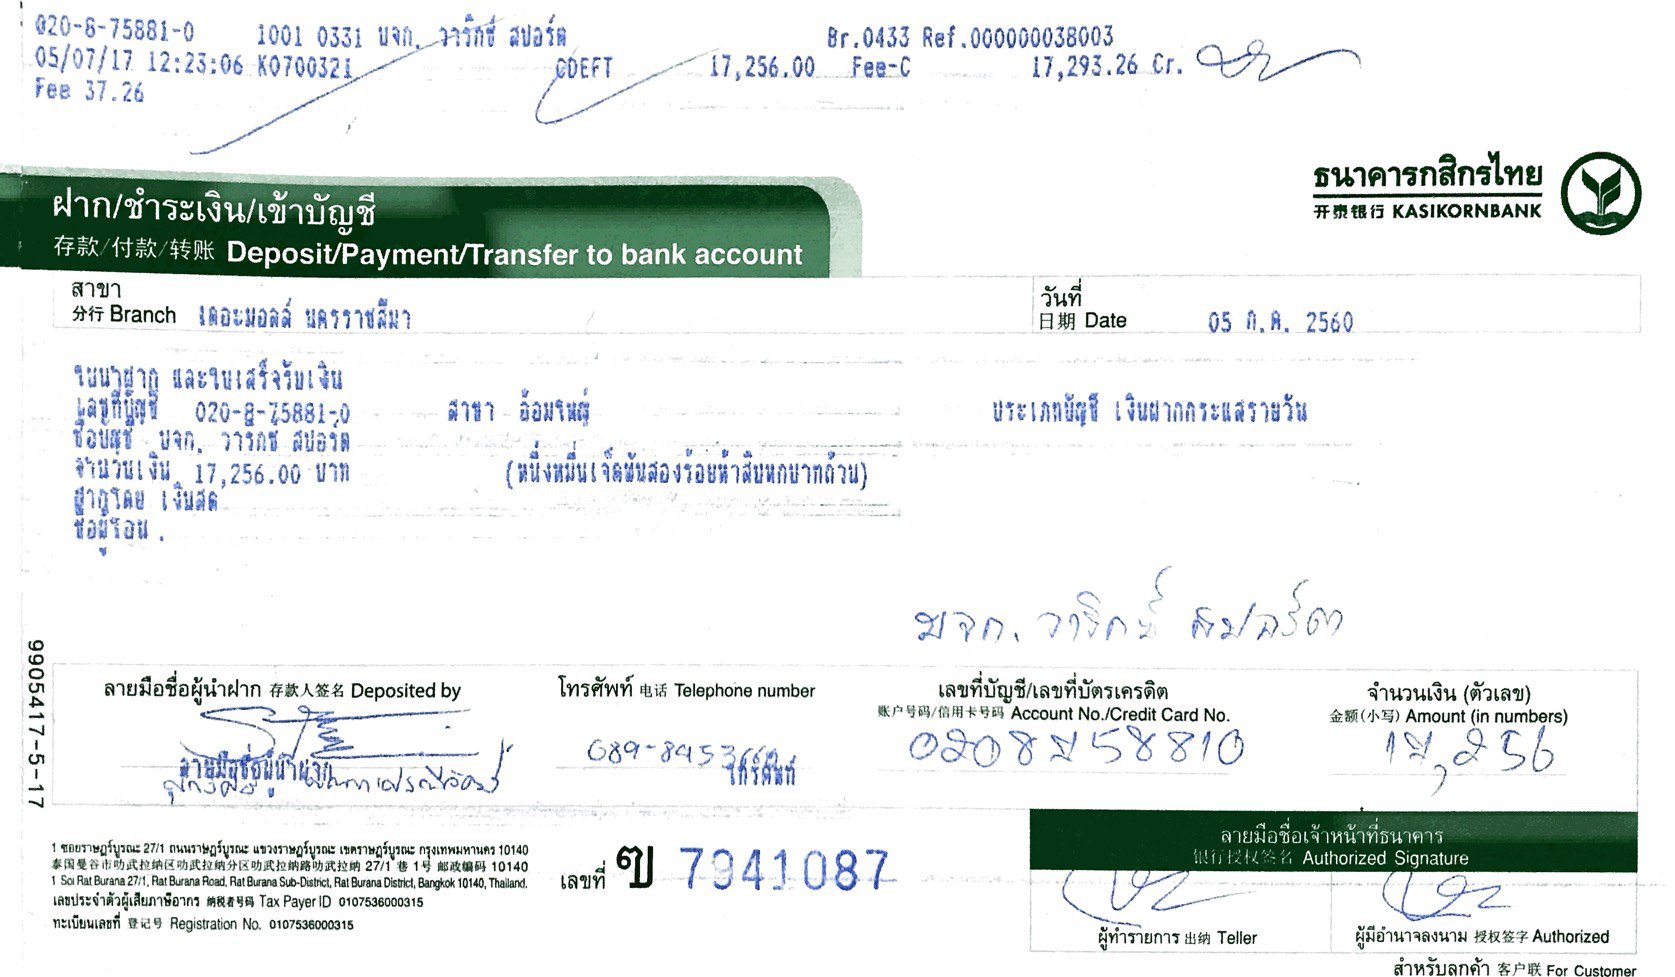 020-8-75881-0 1001 0331 บจก. วาริกซ์ สปอร์ต Br.0433 Ref.000000038003
05/07/17 12:23:06 K0700321 CDEFT 17,256.00 Fee-C 17,293.26 Cr.
Fee 37.26
ธนาคารกสิกรไทย
开泰银行 KASIKORNBANK
ฝาก/ชำระเงิน/เข้าบัญชี
存款/付款/转账 Deposit/Payment/Transfer to bank account
สาขา
分行 Branch เดอะมอลล์ นครราชสีมา
วันที่
日期 Date 05 ก.ค. 2560
ใบนำฝาก และใบเสร็จรับเงิน
เลขที่บัญชี 020-8-75881-0 สาขา อ้อมใหญ่ ประเภทบัญชี เงินฝากกระแสรายวัน
ชื่อบัญชี บจก. วาริกซ์ สปอร์ต
จำนวนเงิน 17,256.00 บาท (หนึ่งหมื่นเจ็ดพันสองร้อยห้าสิบหกบาทถ้วน)
ฝากโดย เงินสด
ชื่อผู้โอน .
บจก. วาริกซ์ สปอร์ต
9905417-5-17
ลายมือชื่อผู้นำฝาก 存款人签名 Deposited by
โทรศัพท์ 电话 Telephone number
เลขที่บัญชี/เลขที่บัตรเครดิต
账户号码/信用卡号码 Account No./Credit Card No.
จำนวนเงิน (ตัวเลข)
金额(小写) Amount (in numbers)
ลายมือชื่อผู้นำฝาก
โทรศัพท์
0208758810
17,256
1 ซอยราษฎร์บูรณะ 27/1 ถนนราษฎร์บูรณะ แขวงราษฎร์บูรณะ เขตราษฎร์บูรณะ กรุงเทพมหานคร 10140
泰国曼谷市叻武拉纳区叻武拉纳分区叻武拉纳路叻武拉纳 27/1 巷 1号 邮政编码 10140
1 Soi Rat Burana 27/1, Rat Burana Road, Rat Burana Sub-District, Rat Burana District, Bangkok 10140, Thailand.
เลขประจำตัวผู้เสียภาษีอากร 纳税者号码 Tax Payer ID 0107536000315
ทะเบียนเลขที่ 登记号 Registration No. 0107536000315
เลขที่ ฃ 7941087
ลายมือชื่อเจ้าหน้าที่ธนาคาร
银行授权签名 Authorized Signature
ผู้ทำรายการ 出纳 Teller
ผู้มีอำนาจลงนาม 授权签字 Authorized
สำหรับลูกค้า 客户联 For Customer